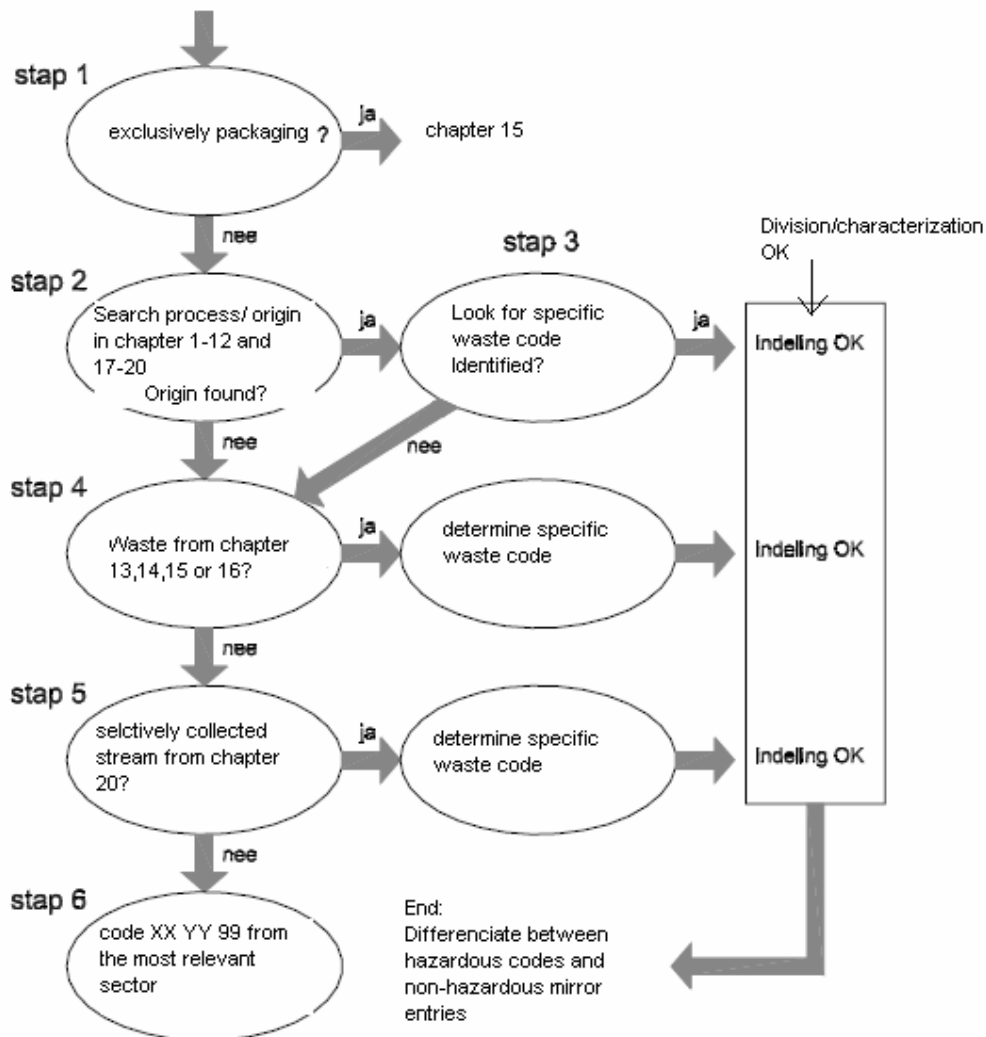 stap 1
exclusively packaging ?
ja
chapter 15
nee
stap 2
Search process/ origin
in chapter 1-12 and
17-20
Origin found?
ja
stap 3
Look for specific
waste code
Identified?
ja
Division/characterization
OK
Indeling OK
nee
nee
stap 4
Waste from chapter
13,14,15 or 16?
ja
determine specific
waste code
Indeling OK
nee
stap 5
selctively collected
stream from chapter
20?
ja
determine specific
waste code
Indeling OK
nee
stap 6
code XX YY 99 from
the most relevant
sector
End:
Differenciate between
hazardous codes and
non-hazardous mirror
entries